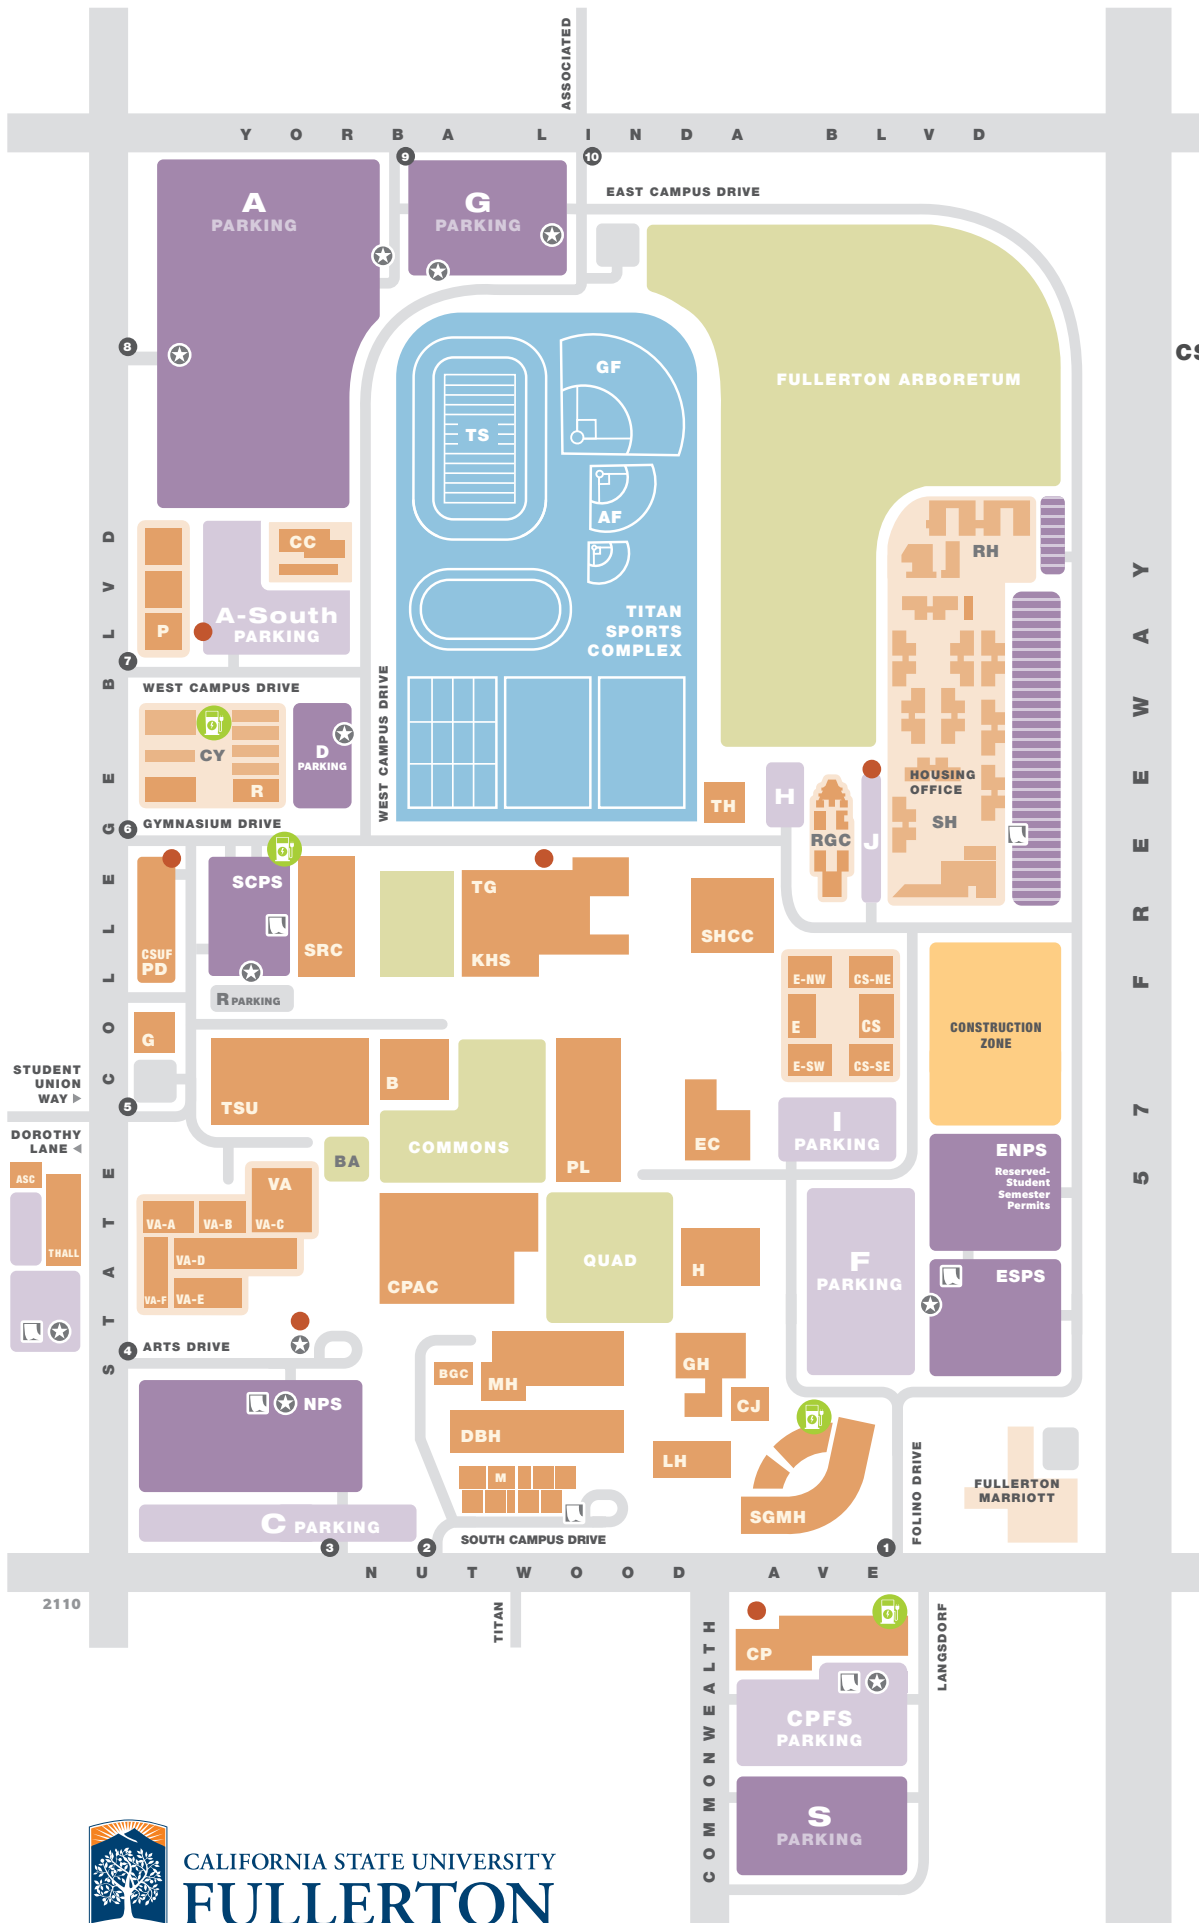 ASSOCIATED
YORBA LINDA BLVD
9
10
EAST CAMPUS DRIVE
A
PARKING
G
PARKING
8
CS
GF
FULLERTON ARBORETUM
TS
AF
RH
CC
A-South
PARKING
P
TITAN
SPORTS
COMPLEX
7
WEST CAMPUS DRIVE
WEST CAMPUS DRIVE
CY
D
PARKING
R
HOUSING
OFFICE
SH
TH
H
RGC
J
6
GYMNASIUM DRIVE
STATE COLLEGE BLVD
57 FREEWAY
SCPS
TG
SRC
KHS
SHCC
CSUF
PD
R PARKING
E-NW
CS-NE
E
CS
E-SW
CS-SE
CONSTRUCTION
ZONE
G
STUDENT
UNION
WAY
5
TSU
B
COMMONS
BA
PL
EC
I
PARKING
ENPS
Reserved-
Student
Semester
Permits
DOROTHY
LANE
ASC
THALL
VA
VA-A
VA-B
VA-C
VA-D
VA-F
VA-E
CPAC
QUAD
H
F
PARKING
ESPS
4
ARTS DRIVE
NPS
BGC
MH
GH
CJ
DBH
LH
M
SGMH
FOLINO DRIVE
FULLERTON
MARRIOTT
C PARKING
SOUTH CAMPUS DRIVE
3
2
1
NUTWOOD AVE
2110
TITAN
COMMONWEALTH
LANGSDORF
CP
CPFS
PARKING
S
PARKING
CALIFORNIA STATE UNIVERSITY
FULLERTON